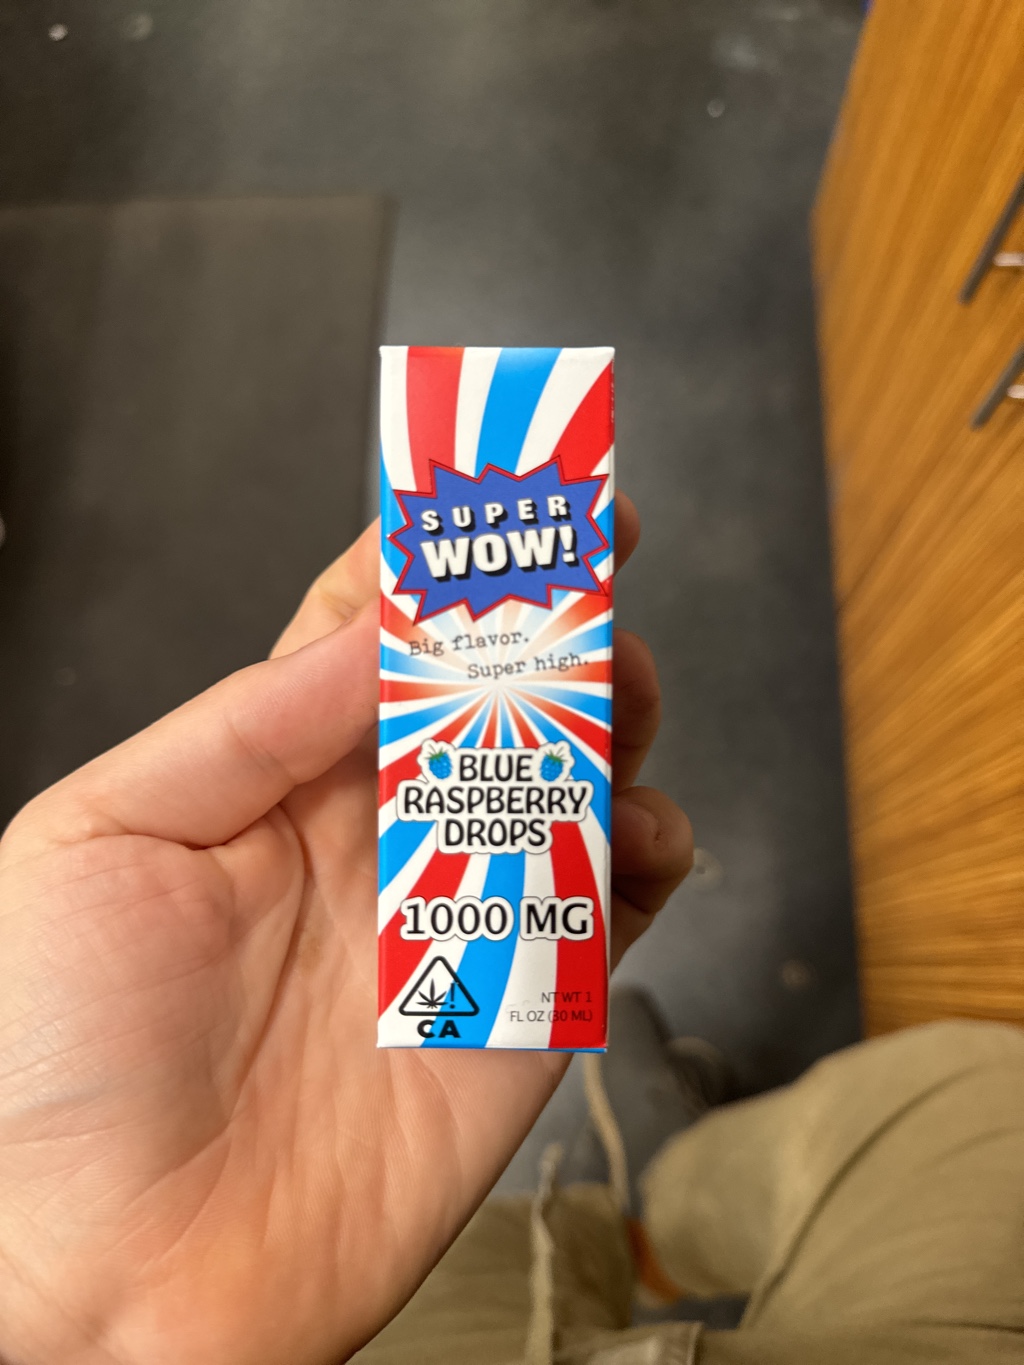 SUPER
WOW!
Big flavor.
Super high.
BLUE
RASPBERRY
DROPS
1000 MG
!
CA
NT WT 1
FL OZ (30 ML)